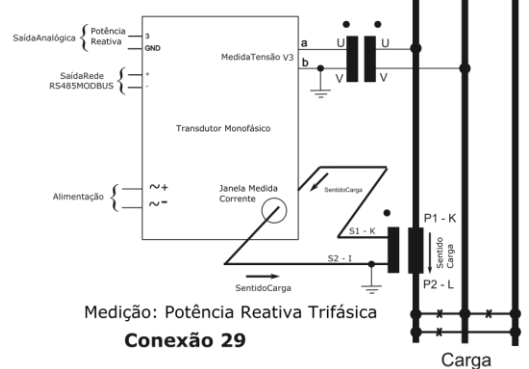 SaídaAnalógica
Potência
Reativa
3
GND
SaídaRede
RS485MODBUS
+
-
Alimentação
~+
~-
MedidaTensão V3
a
b
U
U
V
V
Transdutor Monofásico
Janela Medida
Corrente
SentidoCarga
S1 - K
S2 - I
SentidoCarga
P1 - K
Sentido
Carga
P2 - L
Medição: Potência Reativa Trifásica
Conexão 29
Carga